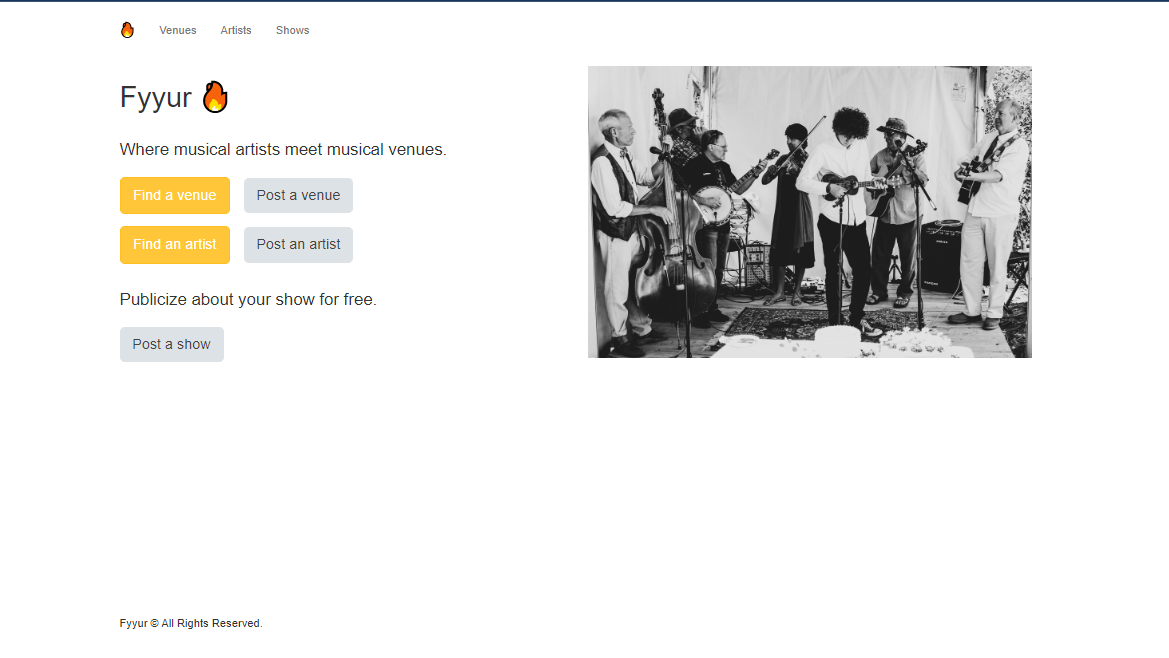 Venues Artists Shows
Fyyur
Where musical artists meet musical venues.
Find a venue Post a venue
Find an artist Post an artist
Publicize about your show for free.
Post a show
Fyyur © All Rights Reserved.